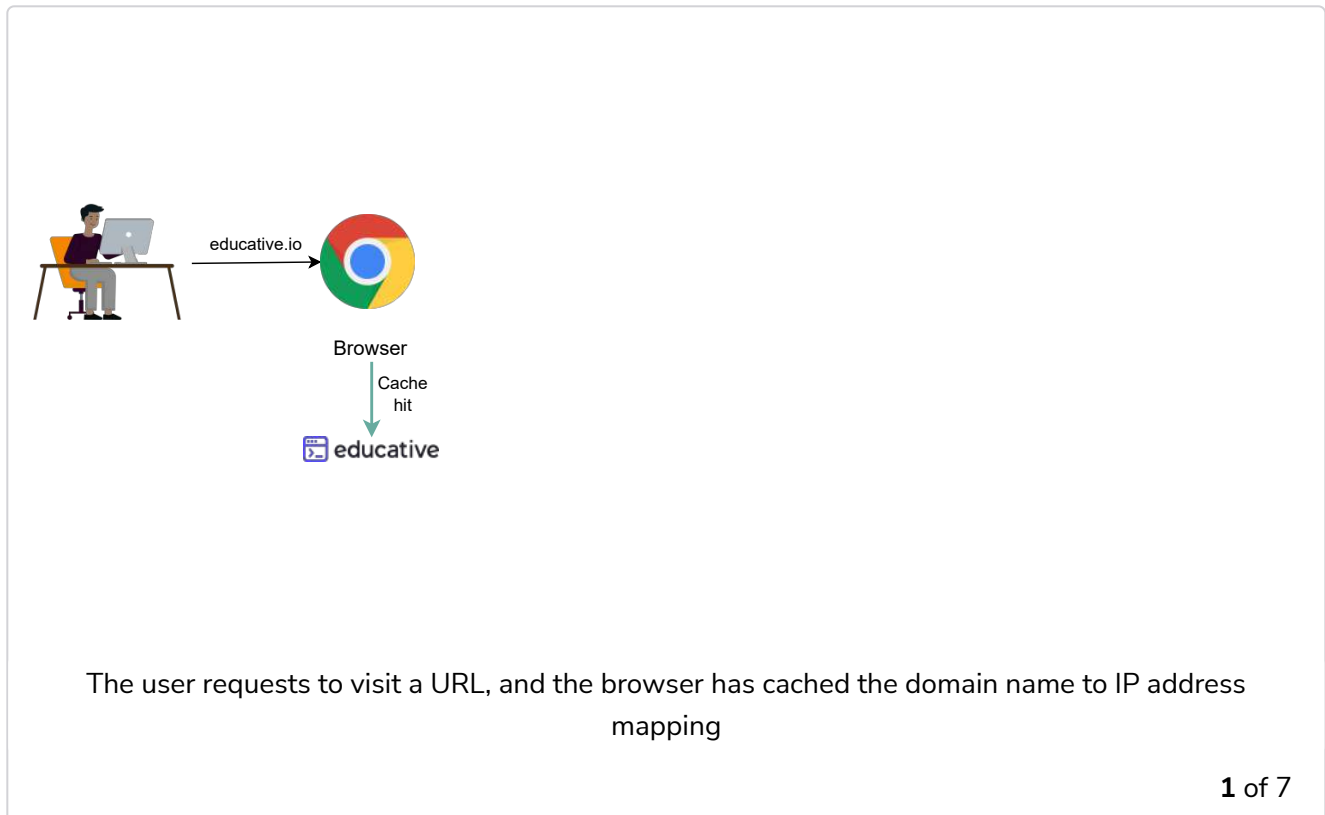 educative.io
Browser
Cache
hit
educative
The user requests to visit a URL, and the browser has cached the domain name to IP address
mapping
1 of 7